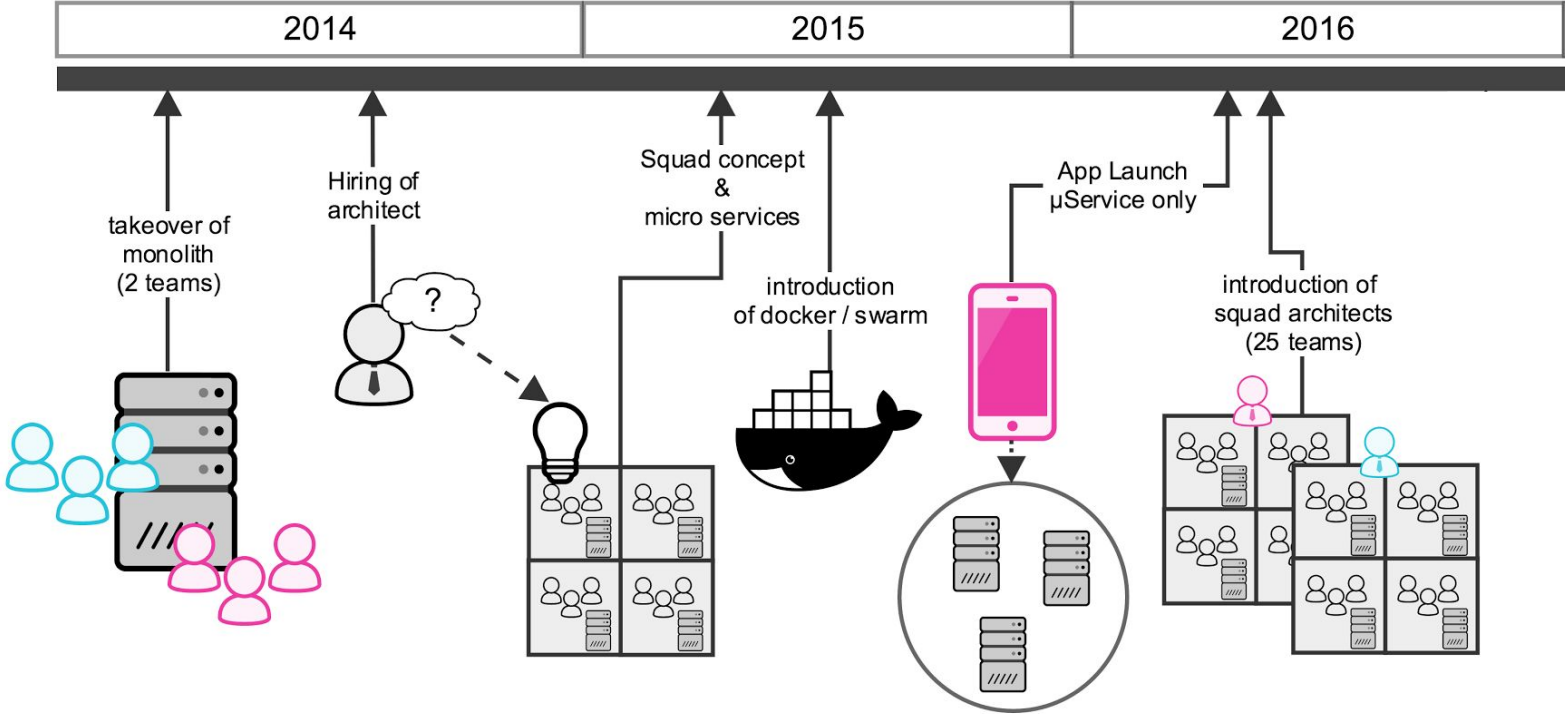 2014
2015
2016
takeover of
monolith
(2 teams)
Hiring of
architect
?
Squad concept
&
micro services
introduction
of docker / swarm
App Launch
µService only
introduction of
squad architects
(25 teams)